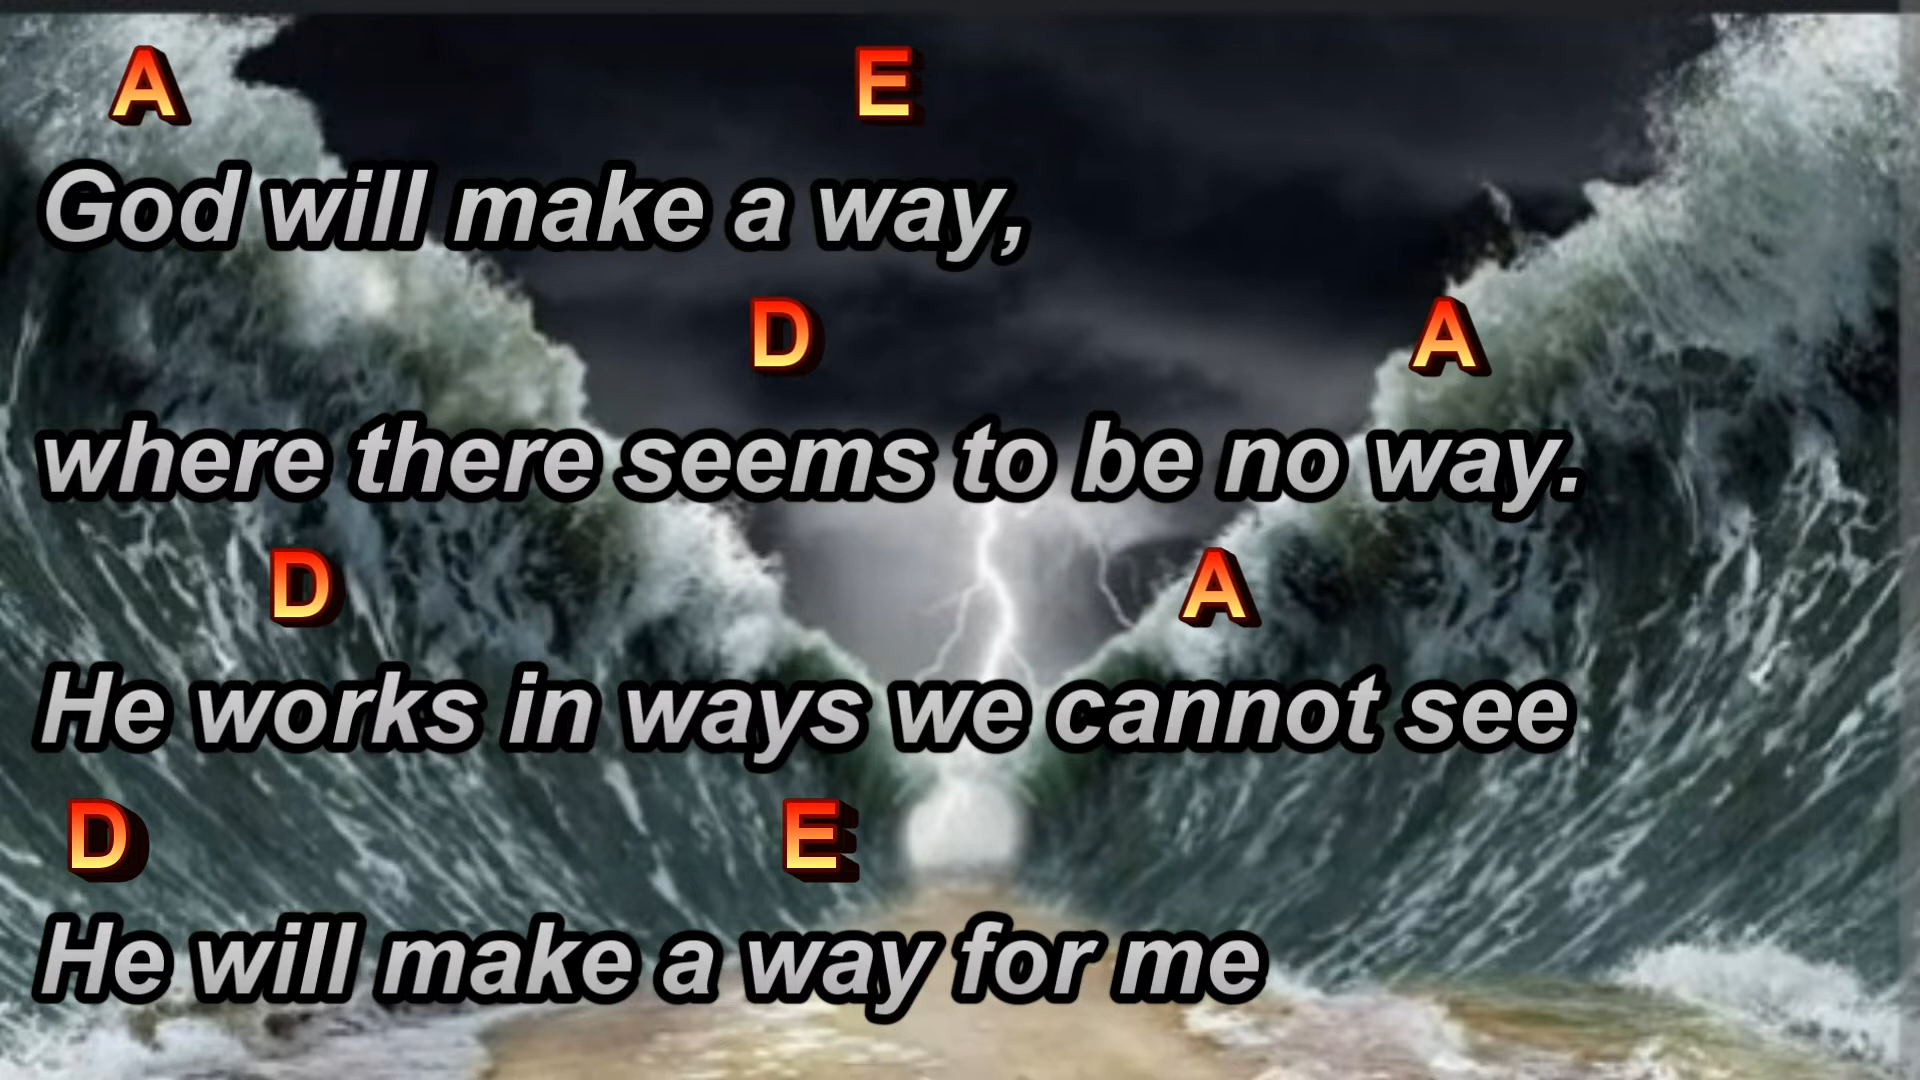 A E
God will make a way,
D A
where there seems to be no way.
D A
He works in ways we cannot see
D E
He will make a way for me